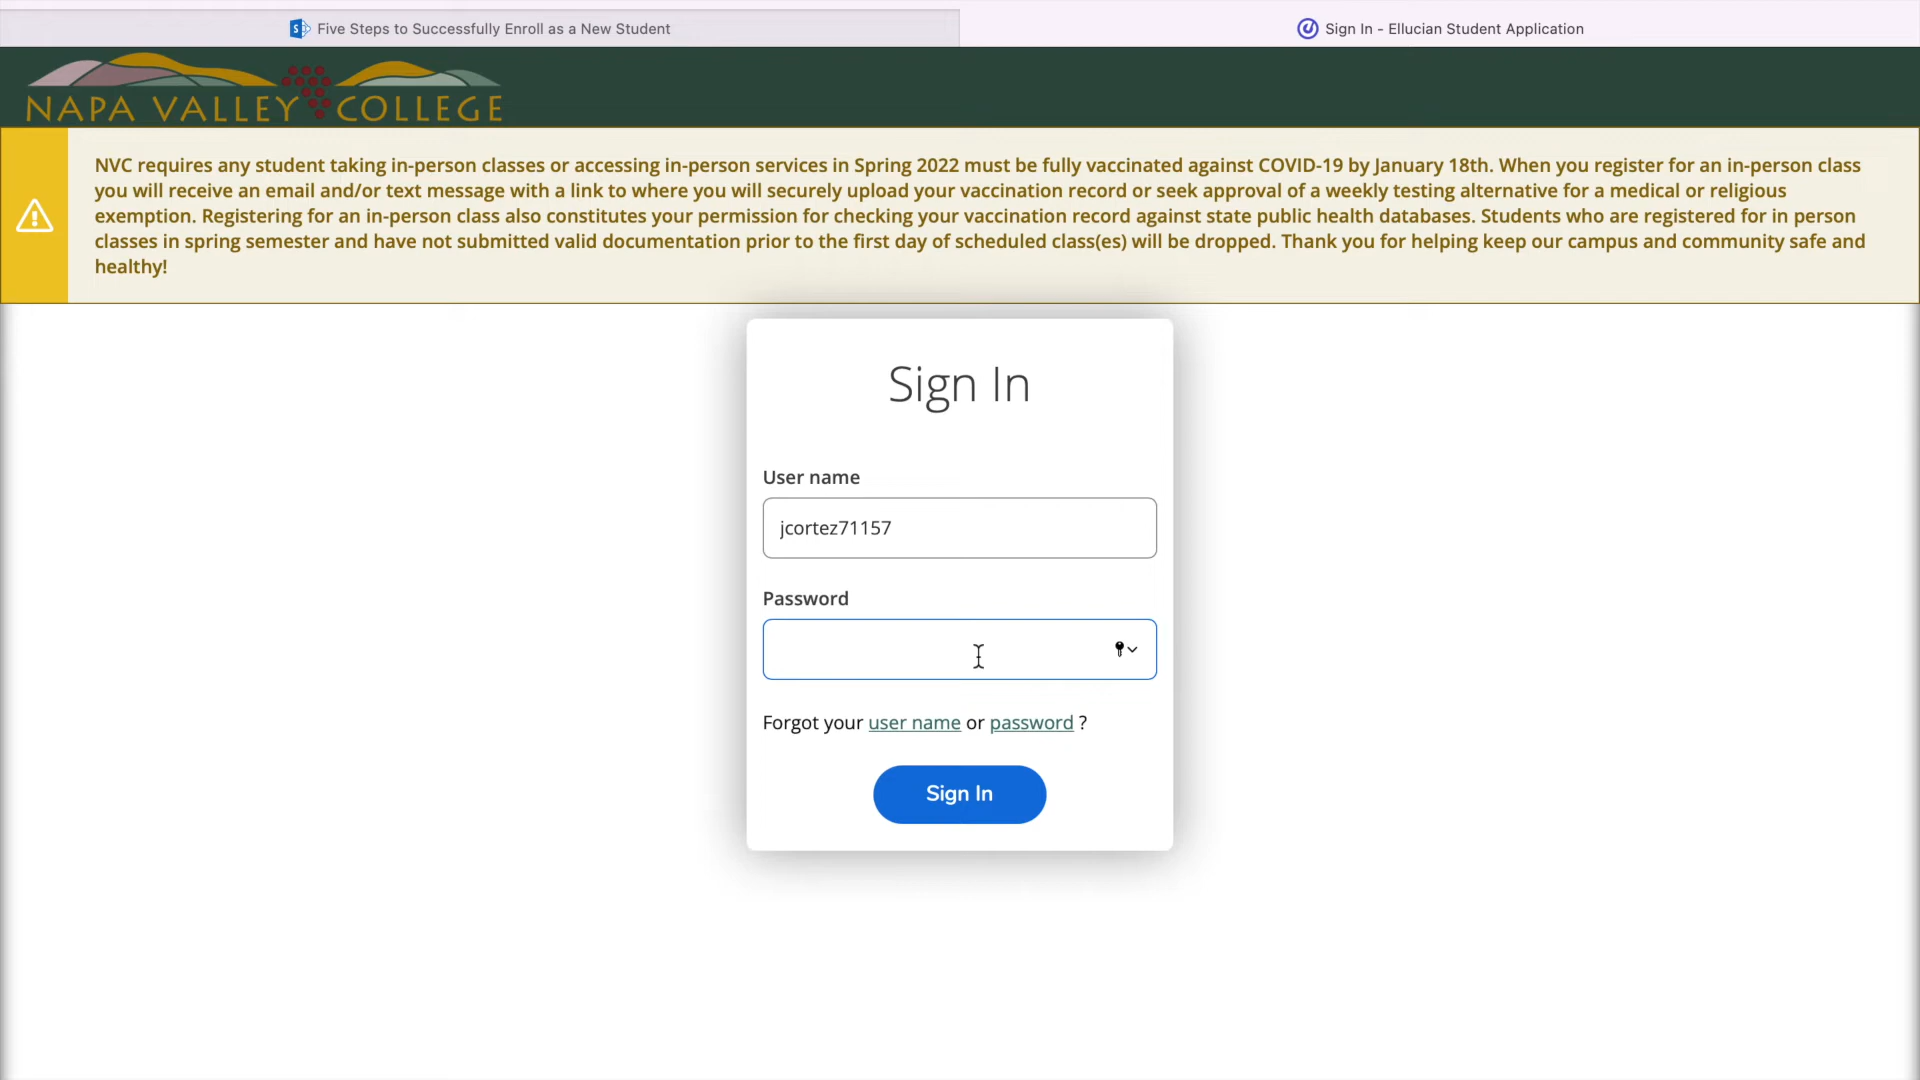 Five Steps to Successfully Enroll as a New Student
Sign In - Ellucian Student Application
NAPA VALLEY COLLEGE
NVC requires any student taking in-person classes or accessing in-person services in Spring 2022 must be fully vaccinated against COVID-19 by January 18th. When you register for an in-person class
you will receive an email and/or text message with a link to where you will securely upload your vaccination record or seek approval of a weekly testing alternative for a medical or religious
exemption. Registering for an in-person class also constitutes your permission for checking your vaccination record against state public health databases. Students who are registered for in person
classes in spring semester and have not submitted valid documentation prior to the first day of scheduled class(es) will be dropped. Thank you for helping keep our campus and community safe and
healthy!
Sign In
User name
jcortez71157
Password
Forgot your user name or password ?
Sign In